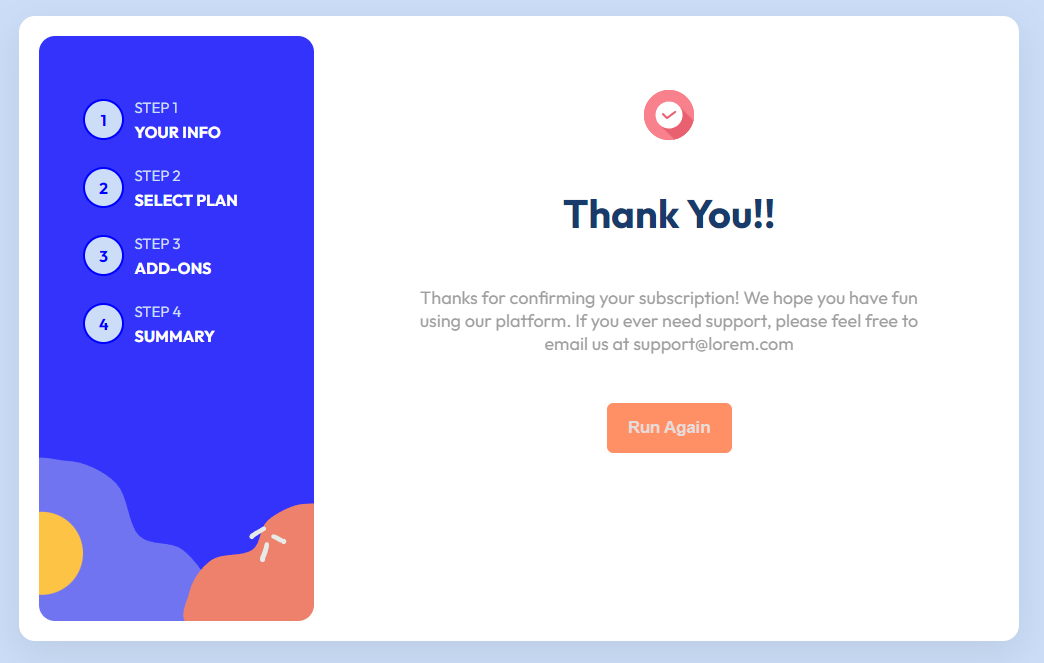 1
STEP 1
YOUR INFO
2
STEP 2
SELECT PLAN
3
STEP 3
ADD-ONS
4
STEP 4
SUMMARY
Thank You!!
Thanks for confirming your subscription! We hope you have fun
using our platform. If you ever need support, please feel free to
email us at support@lorem.com
Run Again